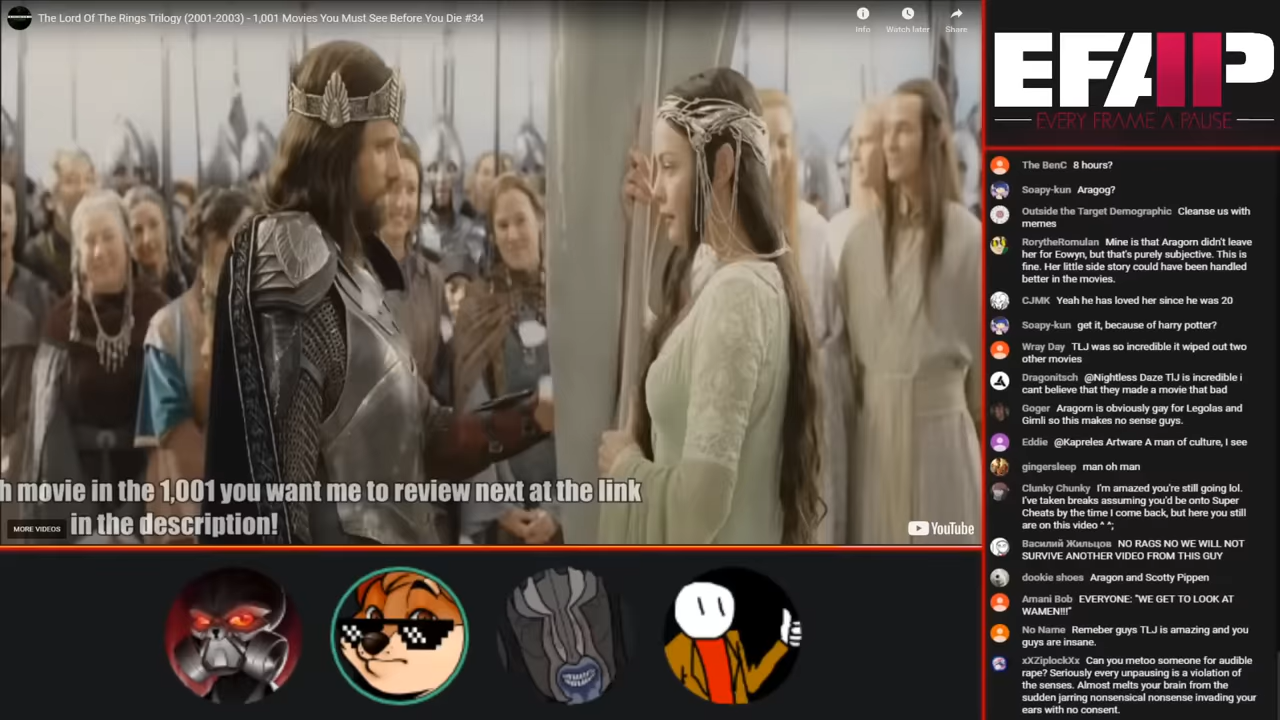 The Lord Of The Rings Trilogy (2001-2003) - 1,001 Movies You Must See Before You Die #34
Info
Watch later
Share
EFAP
EVERY FRAME A PAUSE
h movie in the 1,001 you want me to review next at the link
in the description!
MORE VIDEOS
YouTube
The BenC 8 hours?
Soapy-kun Aragog?
Outside the Target Demographic Cleanse us with
memes
RorytheRomulan Mine is that Aragorn didn't leave
her for Eowyn, but that's purely subjective. This is
fine. Her little side story could have been handled
better in the movies.
CJMK Yeah he has loved her since he was 20
Soapy-kun get it, because of harry potter?
Wray Day TLJ was so incredible it wiped out two
other movies
Dragonitsch @Nightless Daze TlJ is incredible i
cant believe that they made a movie that bad
Goger Aragorn is obviously gay for Legolas and
Gimli so this makes no sense guys.
Eddie @Kapreles Artware A man of culture, I see
gingersleep man oh man
Clunky Chunky I'm amazed you're still going lol.
I've taken breaks assuming you'd be onto Super
Cheats by the time I come back, but here you still
are on this video ^ ^;
Василий Жильцов NO RAGS NO WE WILL NOT
SURVIVE ANOTHER VIDEO FROM THIS GUY
dookie shoes Aragon and Scotty Pippen
Amani Bob EVERYONE: "WE GET TO LOOK AT
WAMEN!!!"
No Name Remeber guys TLJ is amazing and you
guys are insane.
xXZiplockXx Can you metoo someone for audible
rape? Seriously every unpausing is a violation of
the senses. Almost melts your brain from the
sudden jarring nonsensical nonsense invading your
ears with no consent.